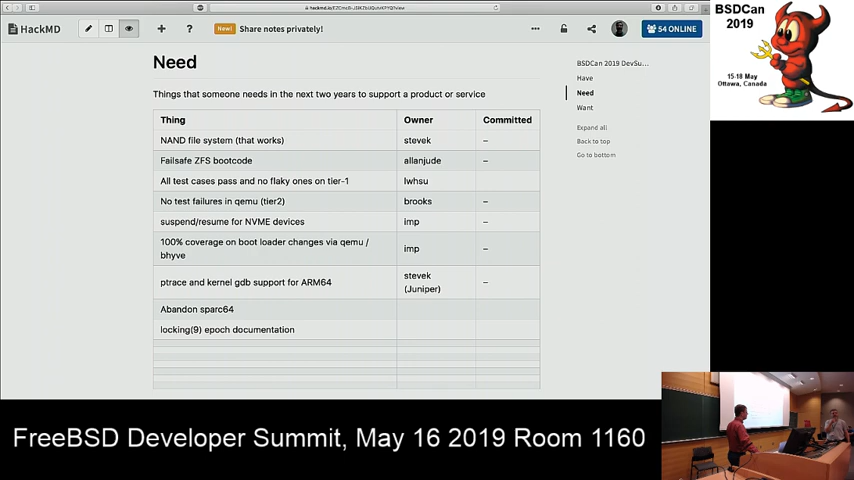 HackMD
New!
Share notes privately!
54 ONLINE
BSDCan
2019
15-18 May
Ottawa, Canada
Need
Things that someone needs in the next two years to support a product or service
Thing Owner Committed
NAND file system (that works) stevek –
Failsafe ZFS bootcode allanjude –
All test cases pass and no flaky ones on tier-1 lwhsu
No test failures in qemu (tier2) brooks –
suspend/resume for NVME devices imp –
100% coverage on boot loader changes via qemu /
bhyve imp –
ptrace and kernel gdb support for ARM64 stevek
(Juniper) –
Abandon sparc64
locking(9) epoch documentation
BSDCan 2019 DevSu...
Have
Need
Want
Expand all
Back to top
Go to bottom
FreeBSD Developer Summit, May 16 2019 Room 1160